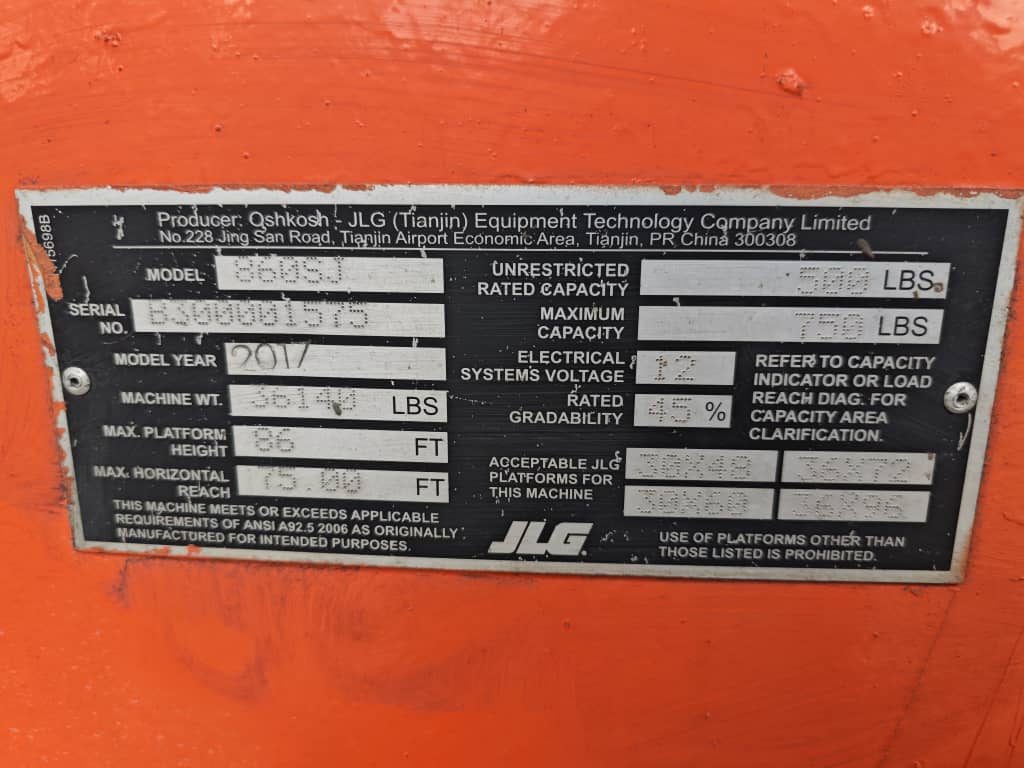 5698B
Producer: Oshkosh - JLG (Tianjin) Equipment Technology Company Limited
No.228 Jing San Road, Tianjin Airport Economic Area, Tianjin, PR China 300308
MODEL 860SJ
SERIAL NO. B300001575
MODEL YEAR 2017
MACHINE WT. 36140 LBS
MAX. PLATFORM HEIGHT 86 FT
MAX. HORIZONTAL REACH 75.00 FT
THIS MACHINE MEETS OR EXCEEDS APPLICABLE
REQUIREMENTS OF ANSI A92.5 2006 AS ORIGINALLY
MANUFACTURED FOR INTENDED PURPOSES.
UNRESTRICTED
RATED CAPACITY 500 LBS
MAXIMUM
CAPACITY 750 LBS
ELECTRICAL
SYSTEMS VOLTAGE 12
RATED
GRADABILITY 45 %
REFER TO CAPACITY
INDICATOR OR LOAD
REACH DIAG. FOR
CAPACITY AREA
CLARIFICATION.
ACCEPTABLE JLG
PLATFORMS FOR
THIS MACHINE
30X48 36X72
30X60 36X96
JLG
USE OF PLATFORMS OTHER THAN
THOSE LISTED IS PROHIBITED.